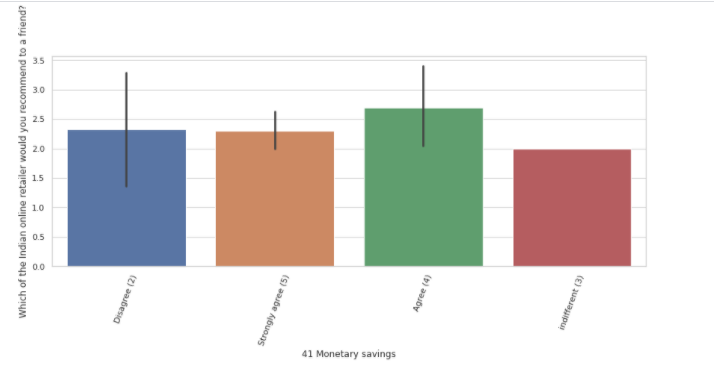 Which of the Indian online retailer would you recommend to a friend?
3.5
3.0
2.5
2.0
1.5
1.0
0.5
0.0
Disagree (2)
Strongly agree (5)
Agree (4)
indifferent (3)
41 Monetary savings